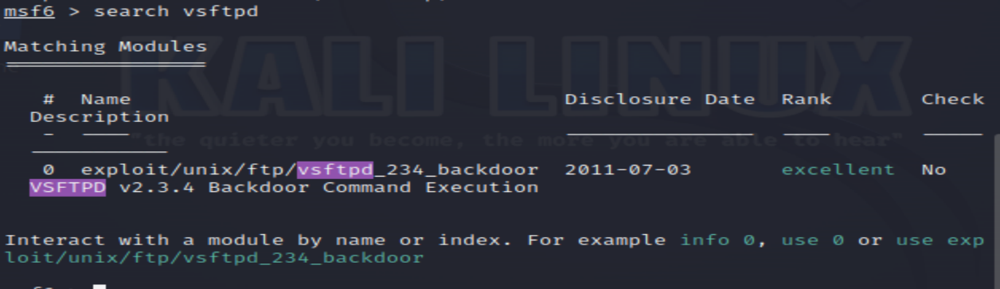 msf6 > search vsftpd
Matching Modules
KALI LINUX
# Name Disclosure Date Rank Check
Description
"the quieter you become, the more you are able to hear"
0 exploit/unix/ftp/vsftpd_234_backdoor 2011-07-03 excellent No
VSFTPD v2.3.4 Backdoor Command Execution
Interact with a module by name or index. For example info 0, use 0 or use exp
loit/unix/ftp/vsftpd_234_backdoor